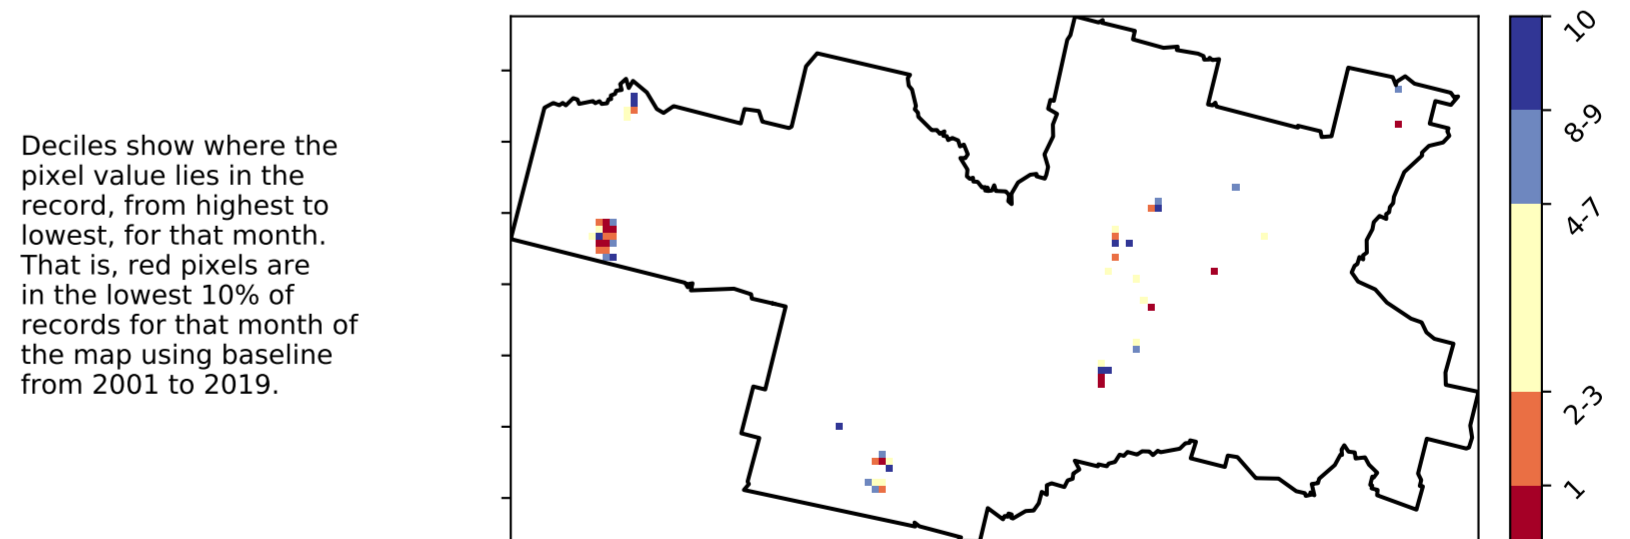 Deciles show where the
pixel value lies in the
record, from highest to
lowest, for that month.
That is, red pixels are
in the lowest 10% of
records for that month of
the map using baseline
from 2001 to 2019.
10
8-9
4-7
2-3
1